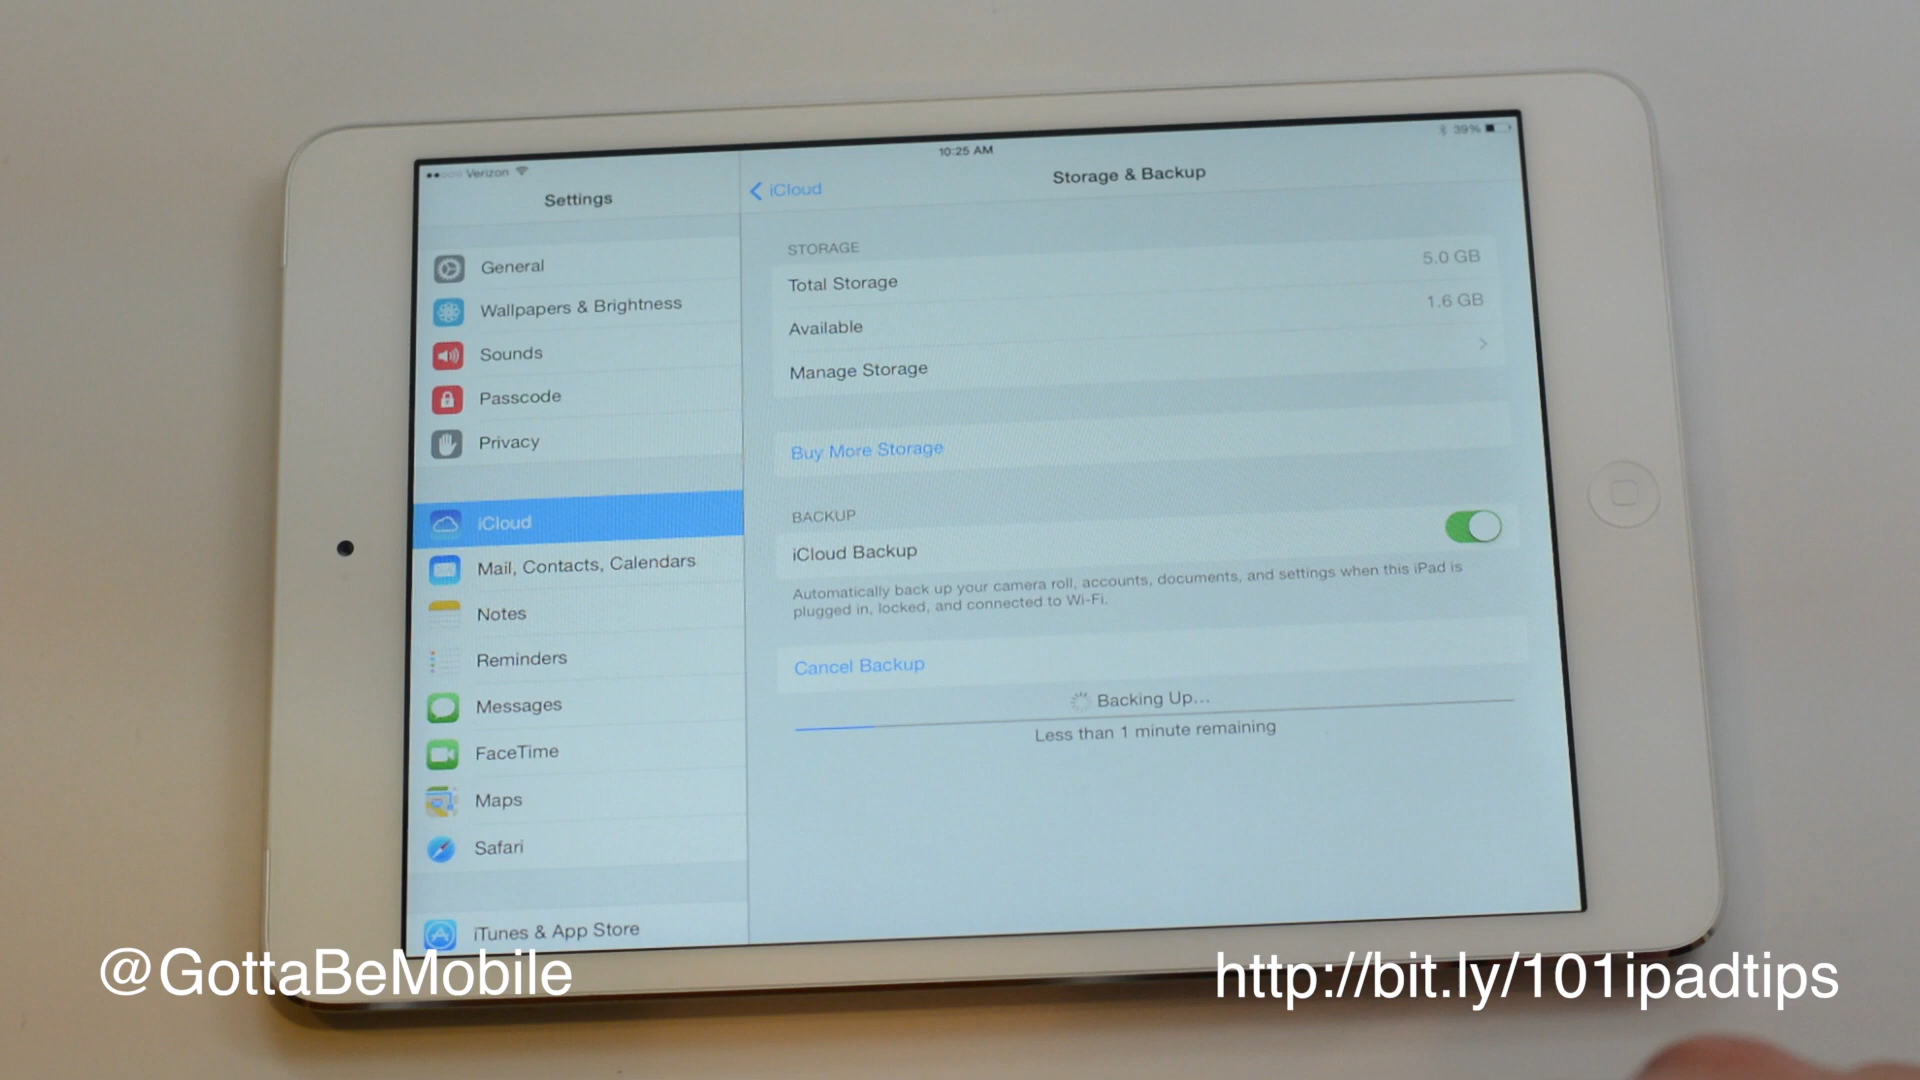 Verizon
10:25 AM
39%
Settings
iCloud
Storage & Backup
General
Wallpapers & Brightness
Sounds
Passcode
Privacy
iCloud
Mail, Contacts, Calendars
Notes
Reminders
Messages
FaceTime
Maps
Safari
iTunes & App Store
STORAGE
Total Storage 5.0 GB
Available 1.6 GB
Manage Storage
Buy More Storage
BACKUP
iCloud Backup
Automatically back up your camera roll, accounts, documents, and settings when this iPad is
plugged in, locked, and connected to Wi-Fi.
Cancel Backup
Backing Up...
Less than 1 minute remaining
@GottaBeMobile
http://bit.ly/101ipadtips